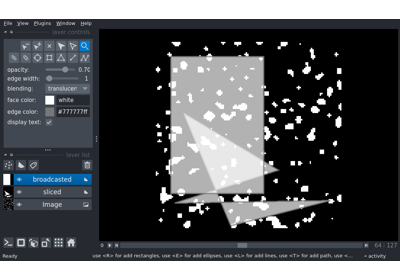 File View Plugins Window Help
layer controls
opacity: 0.70
edge width: 1
blending: translucen
face color: white
edge color: #777777ff
display text:
layer list
broadcasted
sliced
Image
0 64 | 127
Ready use <R> for add rectangles, use <E> for add ellipses, use <L> for add lines, use <T> for add path, use <... activity